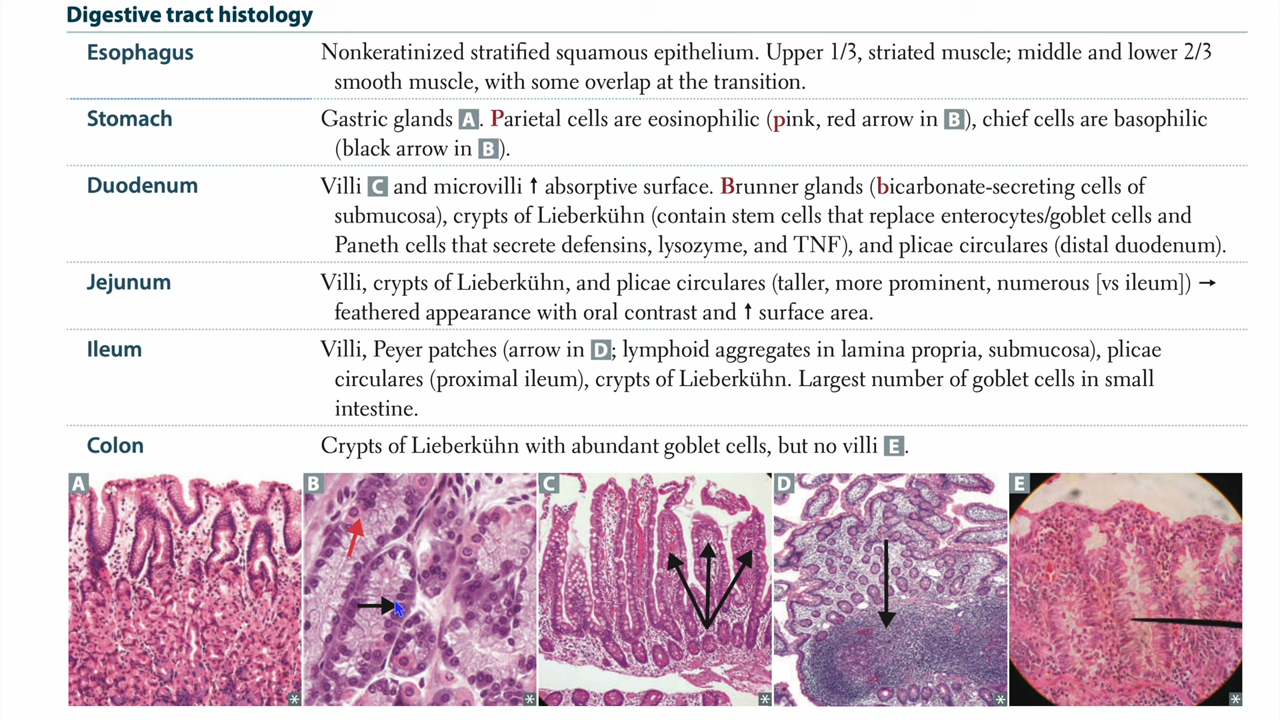 Digestive tract histology
Esophagus
Nonkeratinized stratified squamous epithelium. Upper 1/3, striated muscle; middle and lower 2/3
smooth muscle, with some overlap at the transition.
Stomach
Gastric glands A. Parietal cells are eosinophilic (pink, red arrow in B), chief cells are basophilic
(black arrow in B).
Duodenum
Villi C and microvilli ↑ absorptive surface. Brunner glands (bicarbonate-secreting cells of
submucosa), crypts of Lieberkühn (contain stem cells that replace enterocytes/goblet cells and
Paneth cells that secrete defensins, lysozyme, and TNF), and plicae circulares (distal duodenum).
Jejunum
Villi, crypts of Lieberkühn, and plicae circulares (taller, more prominent, numerous [vs ileum]) →
feathered appearance with oral contrast and ↑ surface area.
Ileum
Villi, Peyer patches (arrow in D; lymphoid aggregates in lamina propria, submucosa), plicae
circulares (proximal ileum), crypts of Lieberkühn. Largest number of goblet cells in small
intestine.
Colon
Crypts of Lieberkühn with abundant goblet cells, but no villi E.
A B C D E
* * * * *